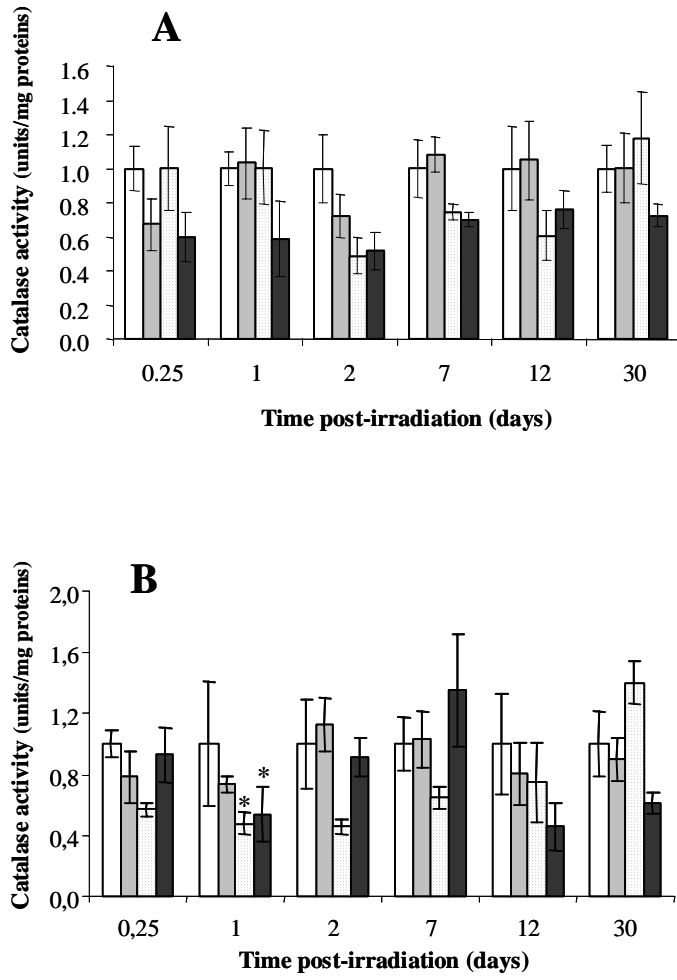 A
Catalase activity (units/mg proteins)
1.6
1.4
1.2
1.0
0.8
0.6
0.4
0.2
0.0
0.25 1 2 7 12 30
Time post-irradiation (days)
B
Catalase activity (units/mg proteins)
2,0
1,6
1,2
0,8
0,4
0,0
* *
0,25 1 2 7 12 30
Time post-irradiation (days)